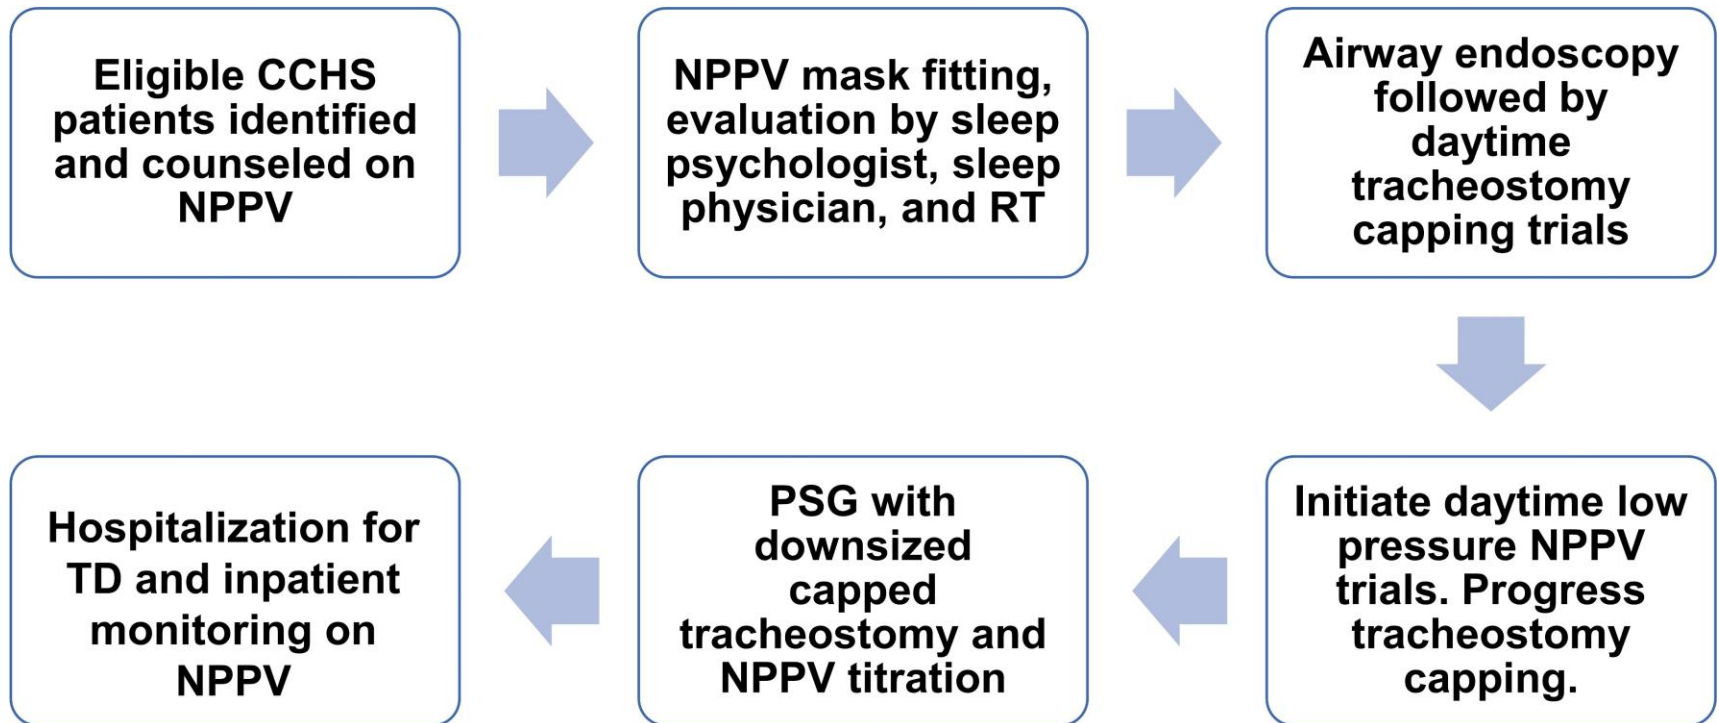 Eligible CCHS
patients identified
and counseled on
NPPV
NPPV mask fitting,
evaluation by sleep
psychologist, sleep
physician, and RT
Airway endoscopy
followed by
daytime
tracheostomy
capping trials
Initiate daytime low
pressure NPPV
trials. Progress
tracheostomy
capping.
PSG with
downsized
capped
tracheostomy and
NPPV titration
Hospitalization for
TD and inpatient
monitoring on
NPPV